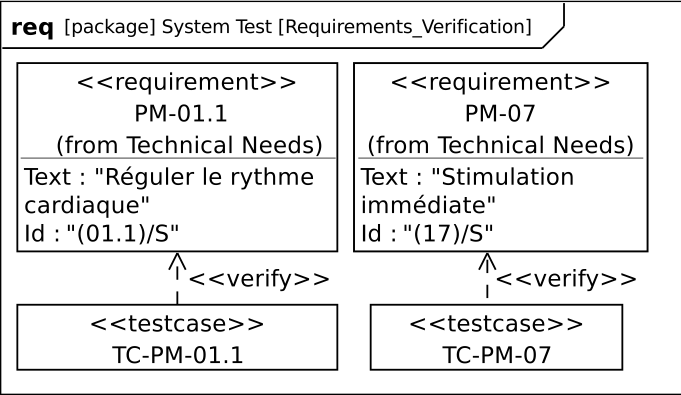 req [package] System Test [Requirements_Verification]
<<requirement>>
PM-01.1
(from Technical Needs)
Text : "Réguler le rythme
cardiaque"
Id : "(01.1)/S"
<<requirement>>
PM-07
(from Technical Needs)
Text : "Stimulation
immédiate"
Id : "(17)/S"
<<verify>>
<<verify>>
<<testcase>>
TC-PM-01.1
<<testcase>>
TC-PM-07